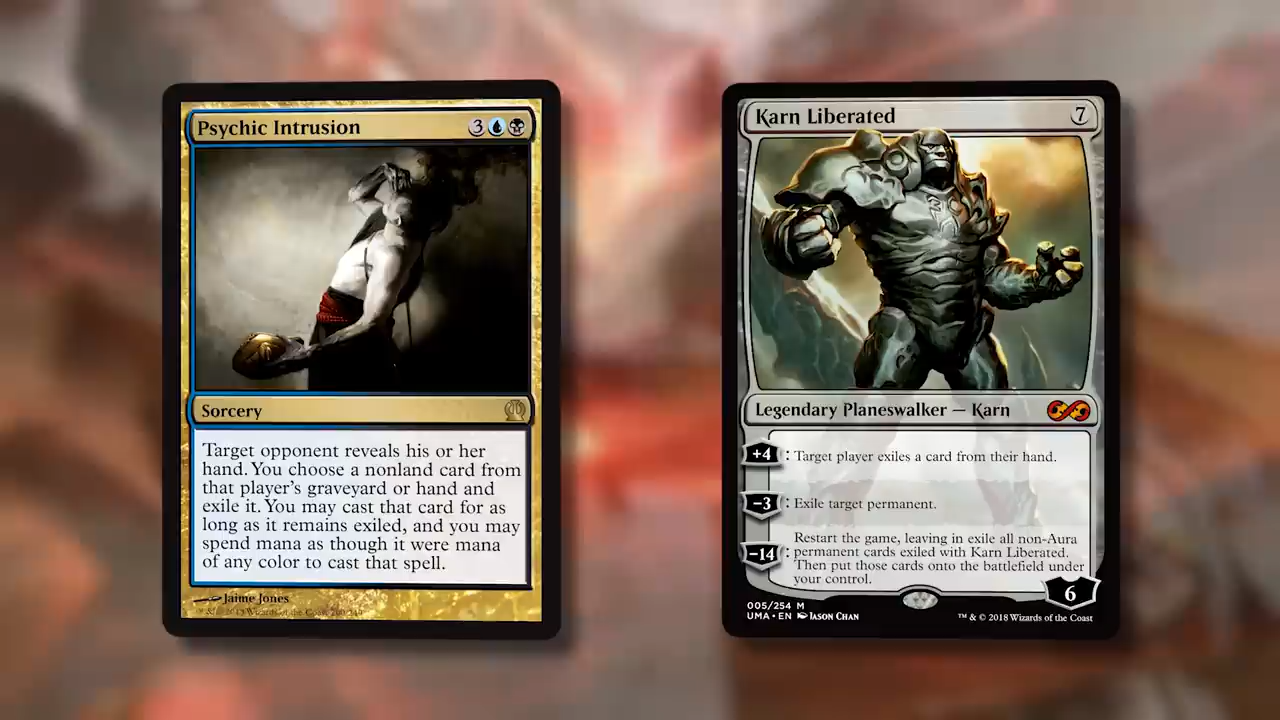 Psychic Intrusion 3
Sorcery
Target opponent reveals his or her
hand. You choose a nonland card from
that player's graveyard or hand and
exile it. You may cast that card for as
long as it remains exiled, and you may
spend mana as though it were mana
of any color to cast that spell.
Jaime Jones
Wizards of the Coast
Karn Liberated 7
Legendary Planeswalker — Karn
+4 : Target player exiles a card from their hand.
−3 : Exile target permanent.
Restart the game, leaving in exile all non-Aura
−14 : permanent cards exiled with Karn Liberated.
Then put those cards onto the battlefield under
your control.
6
005/254 M
UMA • EN JASON CHAN
™ & © 2018 Wizards of the Coast